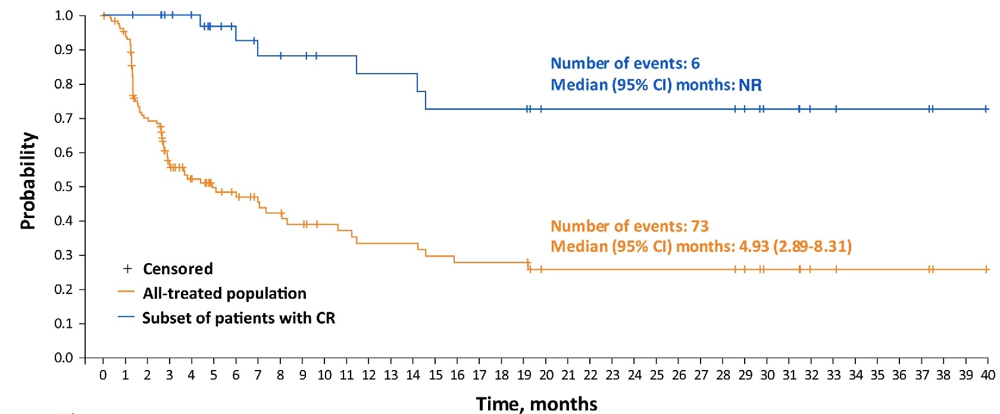 1.0
0.9
0.8
0.7
0.6
0.5
0.4
0.3
0.2
0.1
0.0
Probability
Number of events: 6
Median (95% CI) months: NR
Number of events: 73
Median (95% CI) months: 4.93 (2.89-8.31)
+ Censored
All-treated population
Subset of patients with CR
0 1 2 3 4 5 6 7 8 9 10 11 12 13 14 15 16 17 18 19 20 21 22 23 24 25 26 27 28 29 30 31 32 33 34 35 36 37 38 39 40
Time, months